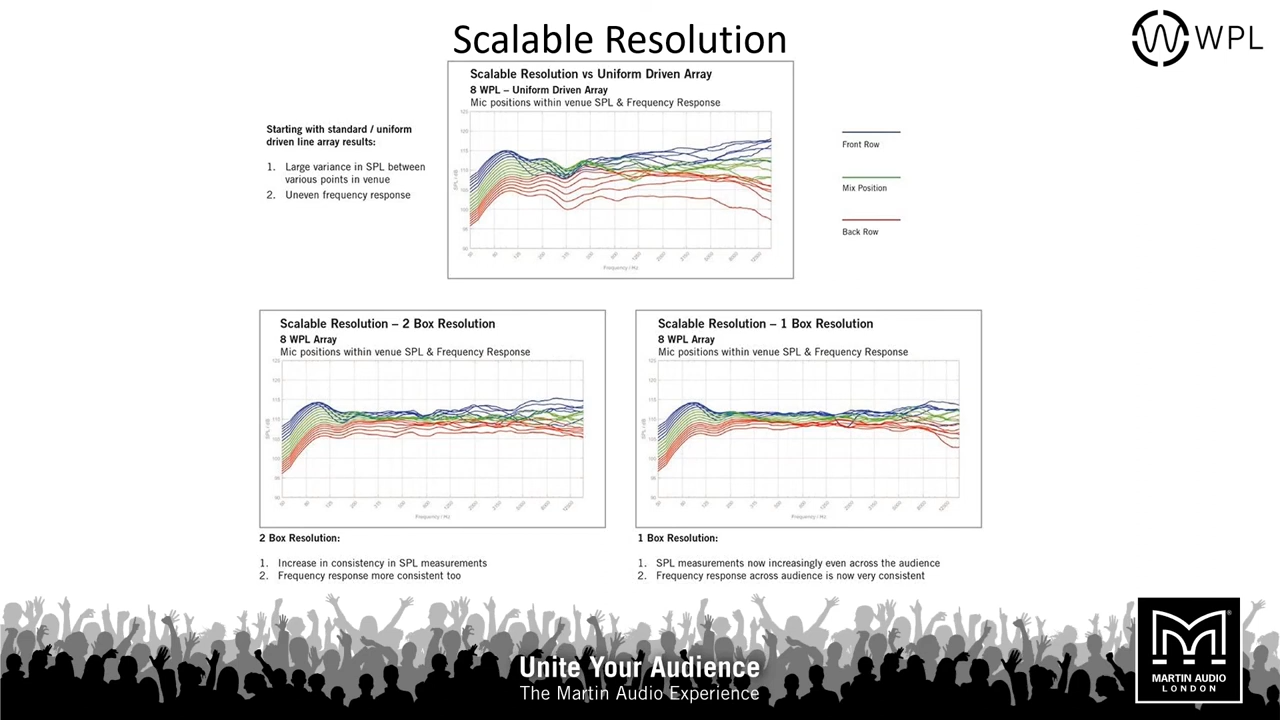 Scalable Resolution
WPL
Scalable Resolution vs Uniform Driven Array
8 WPL – Uniform Driven Array
Mic positions within venue SPL & Frequency Response
Starting with standard / uniform
driven line array results:
1. Large variance in SPL between
various points in venue
2. Uneven frequency response
Frequency / Hz
Front Row
Mix Position
Back Row
Scalable Resolution – 2 Box Resolution
8 WPL Array
Mic positions within venue SPL & Frequency Response
Frequency / Hz
2 Box Resolution:
1. Increase in consistency in SPL measurements
2. Frequency response more consistent too
Scalable Resolution – 1 Box Resolution
8 WPL Array
Mic positions within venue SPL & Frequency Response
Frequency / Hz
1 Box Resolution:
1. SPL measurements now increasingly even across the audience
2. Frequency response across audience is now very consistent
Unite Your Audience
The Martin Audio Experience
MARTIN AUDIO
LONDON